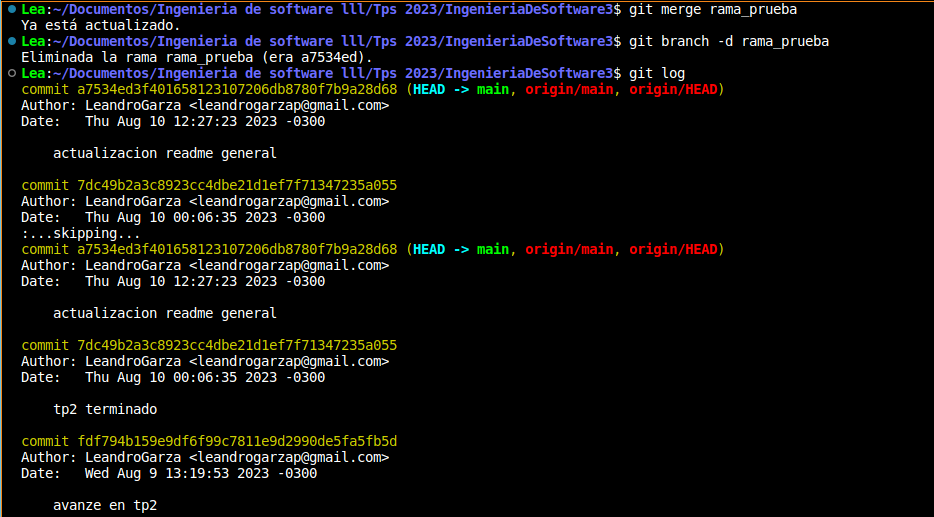 Lea:~/Documentos/Ingenieria de software lll/Tps 2023/IngenieriaDeSoftware3$ git merge rama_prueba
Ya está actualizado.
Lea:~/Documentos/Ingenieria de software lll/Tps 2023/IngenieriaDeSoftware3$ git branch -d rama_prueba
Eliminada la rama rama_prueba (era a7534ed).
Lea:~/Documentos/Ingenieria de software lll/Tps 2023/IngenieriaDeSoftware3$ git log
commit a7534ed3f401658123107206db8780f7b9a28d68 (HEAD -> main, origin/main, origin/HEAD)
Author: LeandroGarza <leandrogarzap@gmail.com>
Date:   Thu Aug 10 12:27:23 2023 -0300
    actualizacion readme general
commit 7dc49b2a3c8923cc4dbe21d1ef7f71347235a055
Author: LeandroGarza <leandrogarzap@gmail.com>
Date:   Thu Aug 10 00:06:35 2023 -0300
:...skipping...
commit a7534ed3f401658123107206db8780f7b9a28d68 (HEAD -> main, origin/main, origin/HEAD)
Author: LeandroGarza <leandrogarzap@gmail.com>
Date:   Thu Aug 10 12:27:23 2023 -0300
    actualizacion readme general
commit 7dc49b2a3c8923cc4dbe21d1ef7f71347235a055
Author: LeandroGarza <leandrogarzap@gmail.com>
Date:   Thu Aug 10 00:06:35 2023 -0300
    tp2 terminado
commit fdf794b159e9df6f99c7811e9d2990de5fa5fb5d
Author: LeandroGarza <leandrogarzap@gmail.com>
Date:   Wed Aug 9 13:19:53 2023 -0300
    avanze en tp2